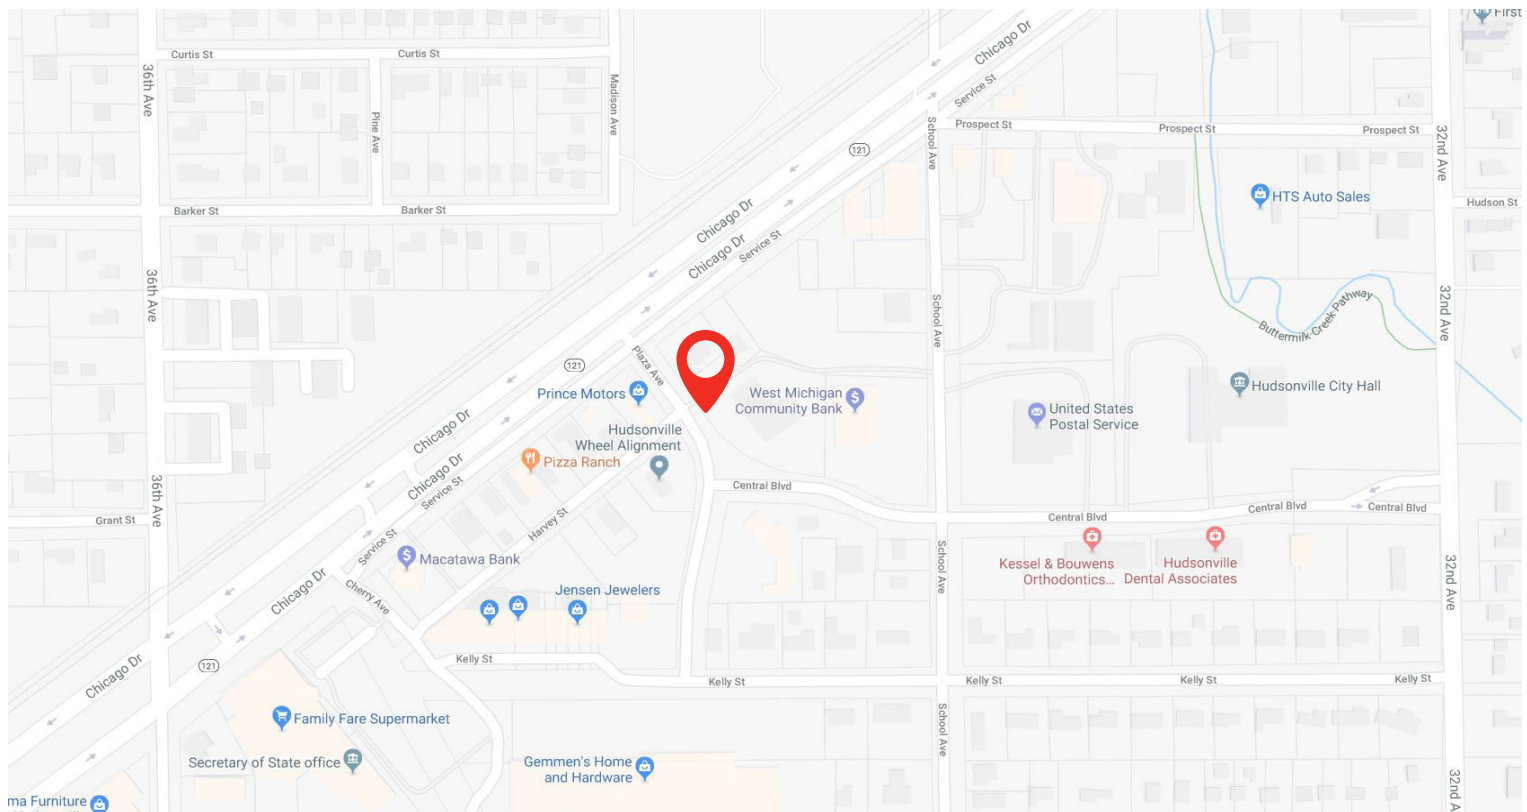 First
Chicago Dr
Curtis St
Curtis St
36th Ave
Madison Ave
Pine Ave
Service St
School Ave
Prospect St
Prospect St
Prospect St
32nd Ave
121
HTS Auto Sales
Hudson St
Barker St
Barker St
Chicago Dr
Chicago Dr
Service St
36th Ave
School Ave
32nd Ave
Buttermilk Creek Pathway
Plaza Ave
121
Prince Motors
West Michigan
Community Bank
Hudsonville City Hall
United States
Postal Service
Hudsonville
Wheel Alignment
Chicago Dr
Pizza Ranch
Chicago Dr
Service St
Central Blvd
36th Ave
Grant St
Harvey St
Central Blvd
Central Blvd
Central Blvd
Service St
Macatawa Bank
Kessel & Bouwens
Orthodontics...
Hudsonville
Dental Associates
School Ave
32nd Ave
Chicago Dr
Cherry Ave
Jensen Jewelers
Kelly St
121
Chicago Dr
Kelly St
Kelly St
Kelly St
Kelly St
School Ave
Family Fare Supermarket
Secretary of State office
Gemmen's Home
and Hardware
32nd A
ma Furniture